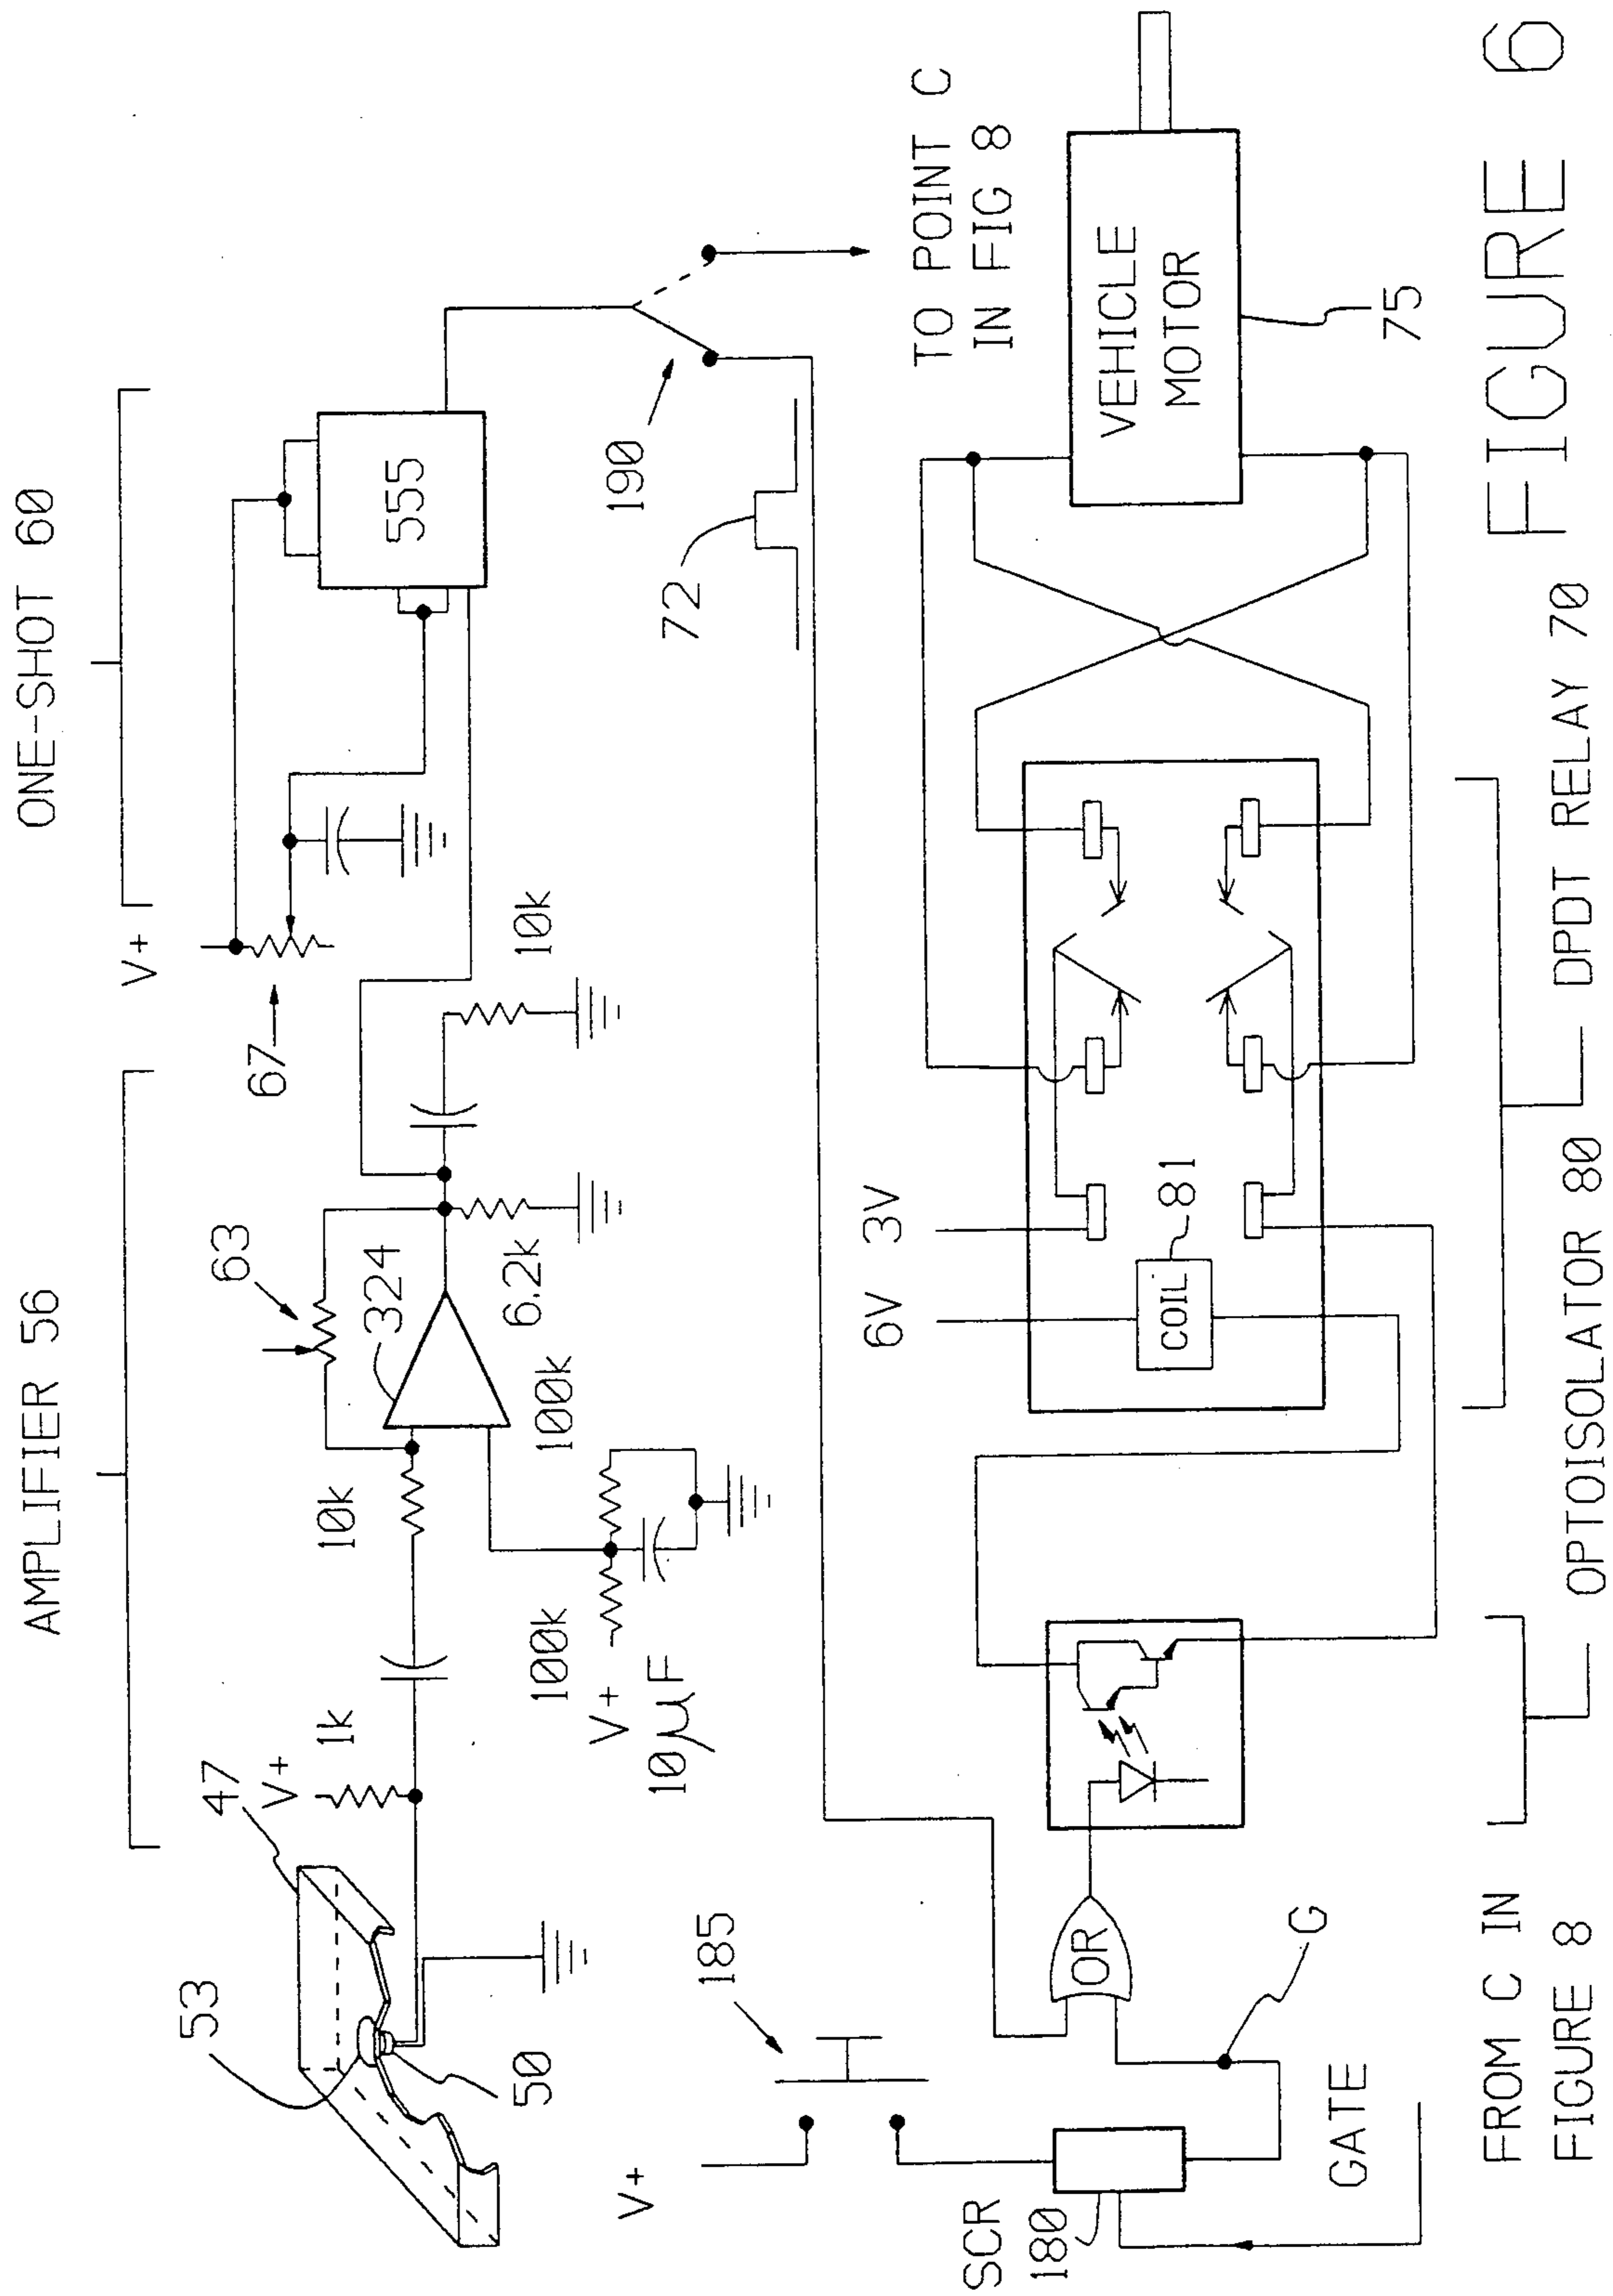 AMPLIFIER 56
ONE-SHOT 60
53
47
V+
1k
50
10k
63
324
6.2k
100k
100k
V+
10µF
67
V+
10k
555
190
72
TO POINT C
IN FIG 8
V+
185
SCR
180
GATE
G
OR
FROM C IN
FIGURE 8
6V
3V
COIL
81
VEHICLE
MOTOR
75
OPTOISOLATOR 80
DPDT RELAY 70
FIGURE 6